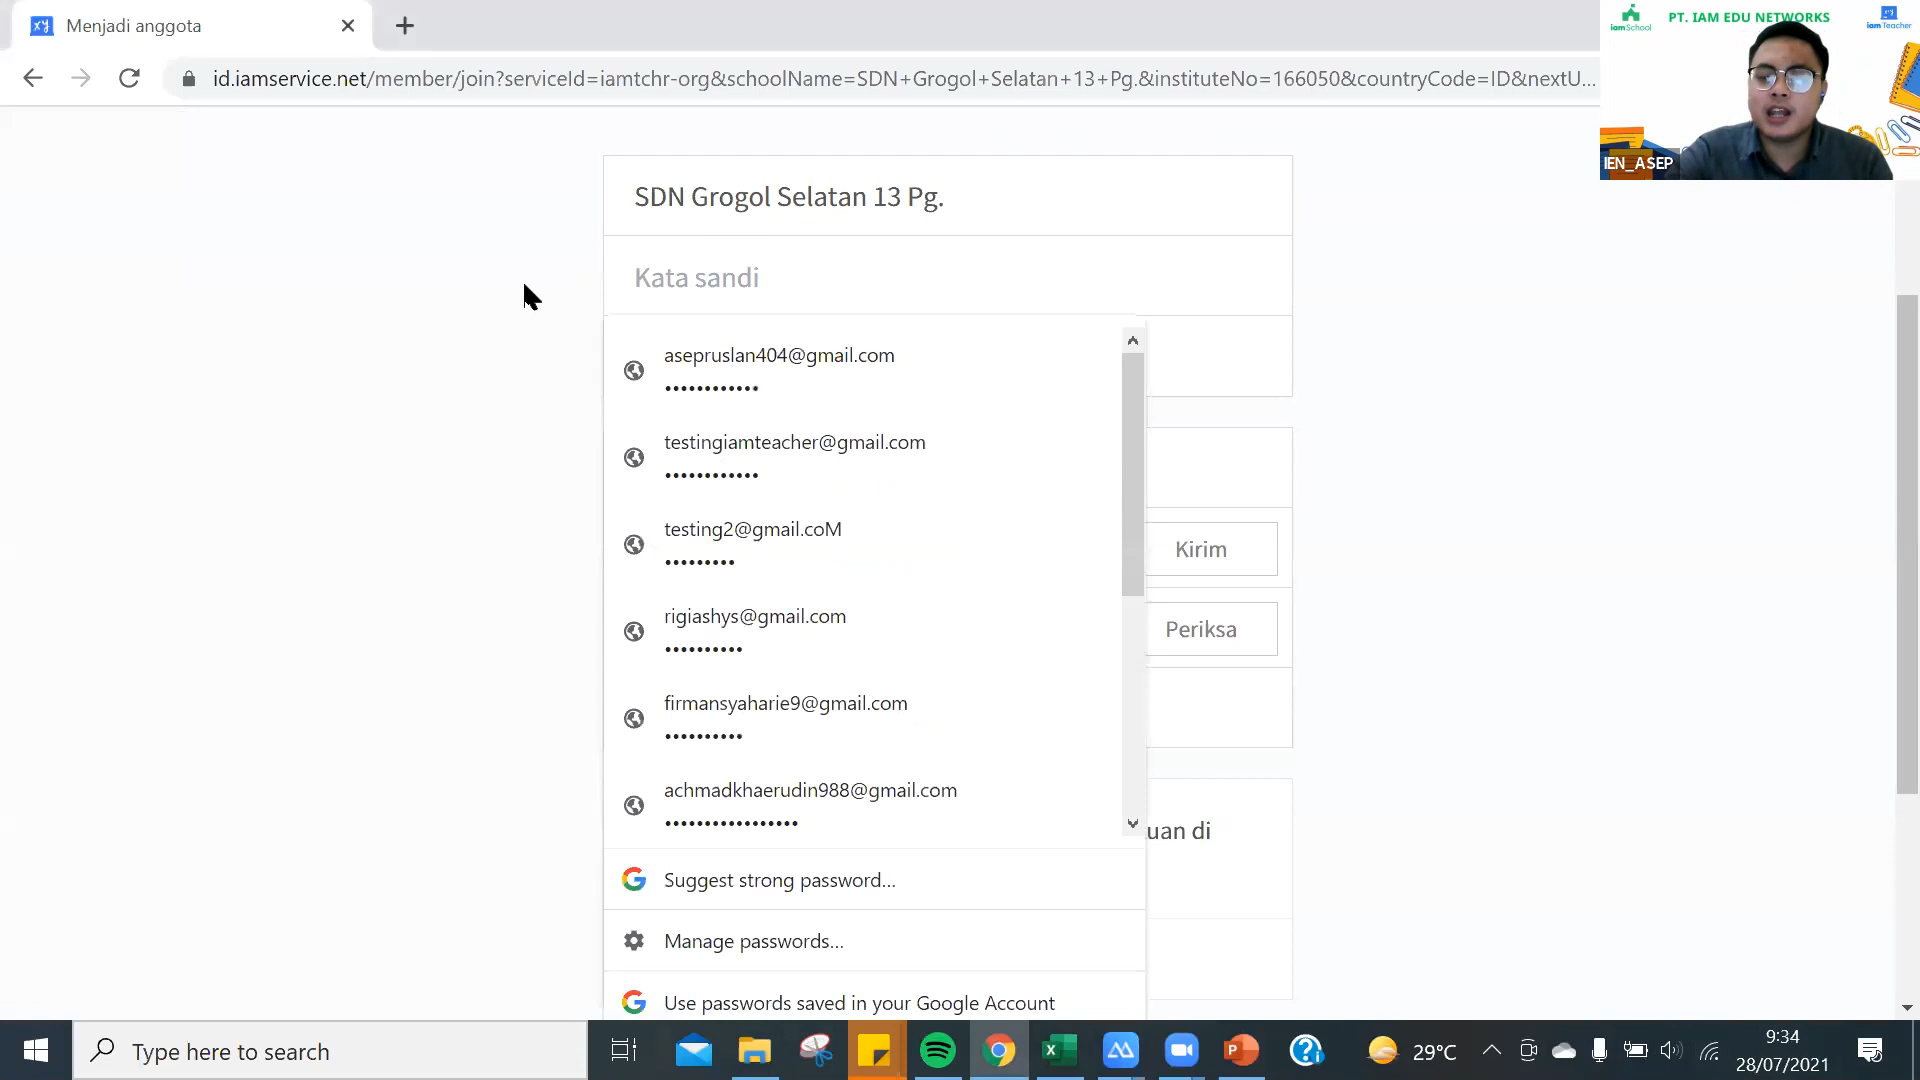 Menjadi anggota
id.iamservice.net/member/join?serviceId=iamtchr-org&schoolName=SDN+Grogol+Selatan+13+Pg.&instituteNo=166050&countryCode=ID&nextU...
iamSchool
PT. IAM EDU NETWORKS
iamTeacher
IEN_ASEP
SDN Grogol Selatan 13 Pg.
Kata sandi
asepruslan404@gmail.com
••••••••••••
testingiamteacher@gmail.com
••••••••••••
testing2@gmail.coM
•••••••••
Kirim
rigiashys@gmail.com
••••••••••
Periksa
firmansyaharie9@gmail.com
••••••••••
achmadkhaerudin988@gmail.com
•••••••••••••••••
uan di
Suggest strong password...
Manage passwords...
Use passwords saved in your Google Account
Type here to search
29°C
9:34
28/07/2021